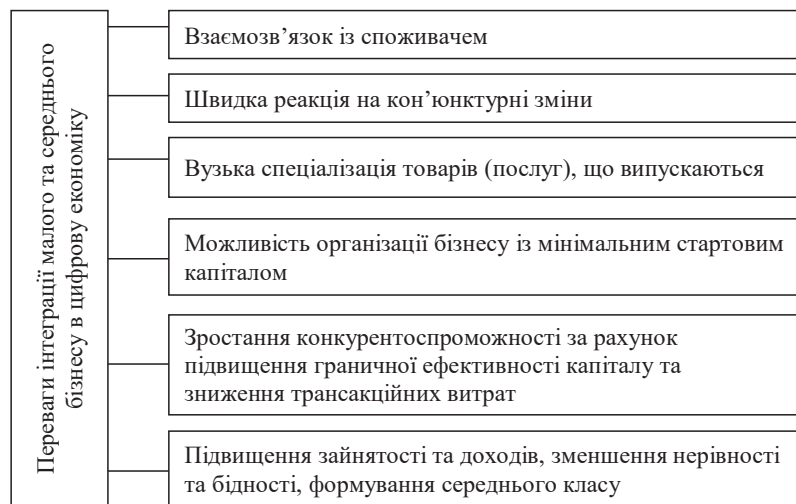 Переваги інтеграції малого та середнього
бізнесу в цифрову економіку
Взаємозв'язок із споживачем
Швидка реакція на кон’юнктурні зміни
Вузька спеціалізація товарів (послуг), що випускаються
Можливість організації бізнесу із мінімальним стартовим
капіталом
Зростання конкурентоспроможності за рахунок
підвищення граничної ефективності капіталу та
зниження трансакційних витрат
Підвищення зайнятості та доходів, зменшення нерівності
та бідності, формування середнього класу